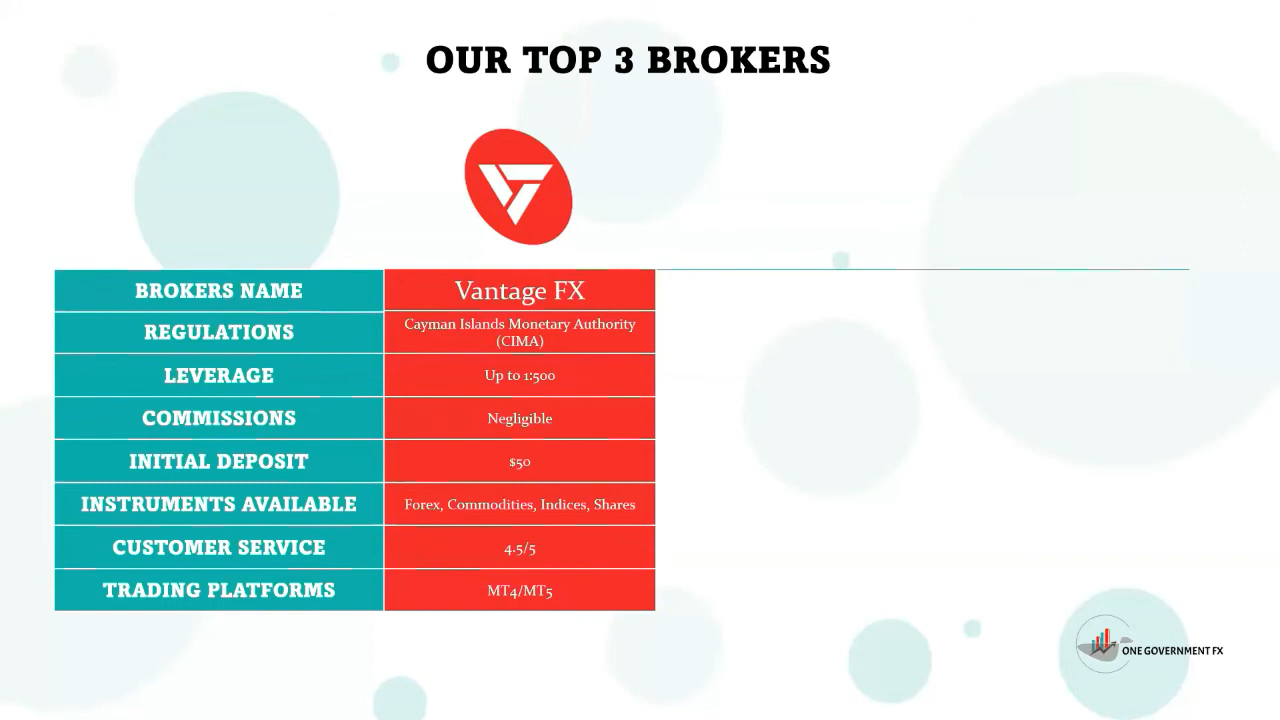 OUR TOP 3 BROKERS
BROKERS NAME
Vantage FX
REGULATIONS
Cayman Islands Monetary Authority
(CIMA)
LEVERAGE
Up to 1:500
COMMISSIONS
Negligible
INITIAL DEPOSIT
$50
INSTRUMENTS AVAILABLE
Forex, Commodities, Indices, Shares
CUSTOMER SERVICE
4.5/5
TRADING PLATFORMS
MT4/MT5
ONE GOVERNMENT FX